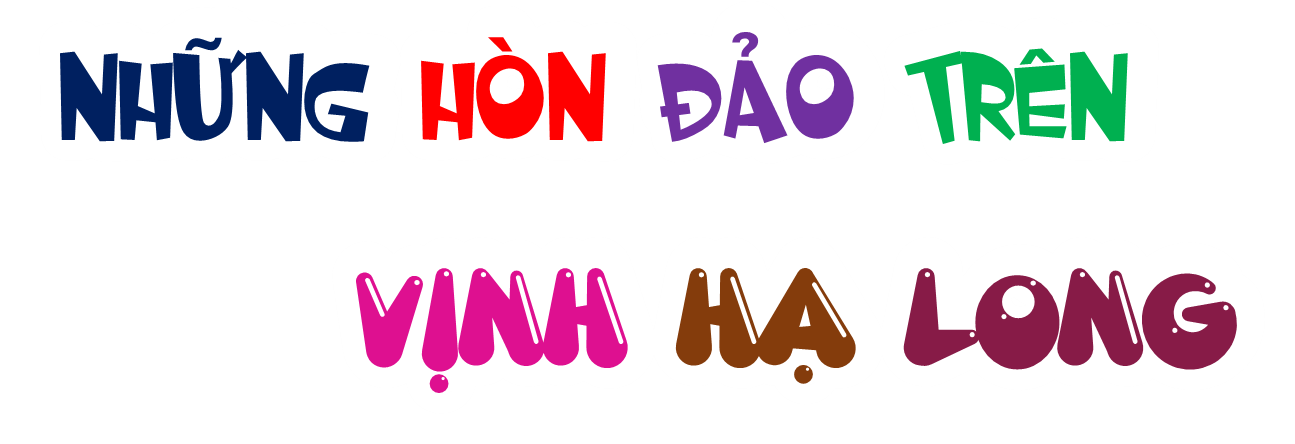 NHỮNG HÒN ĐẢO TRÊN
VỊNH HẠ LONG